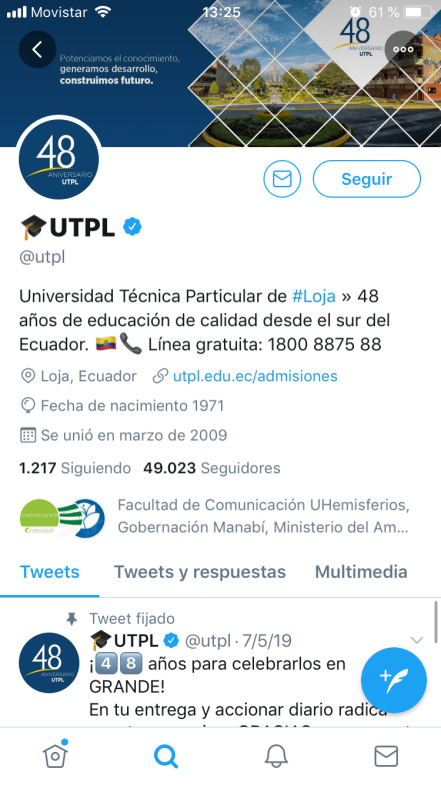 Movistar 13:25 61 %
Potenciamos el conocimiento,
generamos desarrollo,
construimos futuro.
48
ANIVERSARIO
UTPL
48
ANIVERSARIO
UTPL
Seguir
🎓UTPL
@utpl
Universidad Técnica Particular de #Loja » 48
años de educación de calidad desde el sur del
Ecuador. 🇪🇨📞 Línea gratuita: 1800 8875 88
Loja, Ecuador utpl.edu.ec/admisiones
Fecha de nacimiento 1971
Se unió en marzo de 2009
1.217 Siguiendo 49.023 Seguidores
Facultad de Comunicación UHemisferios,
Gobernación Manabí, Ministerio del Am...
Tweets Tweets y respuestas Multimedia
Tweet fijado
🎓UTPL @utpl · 7/5/19
48
ANIVERSARIO
UTPL
¡4️⃣8️⃣ años para celebrarlos en
GRANDE!
En tu entrega y accionar diario radica